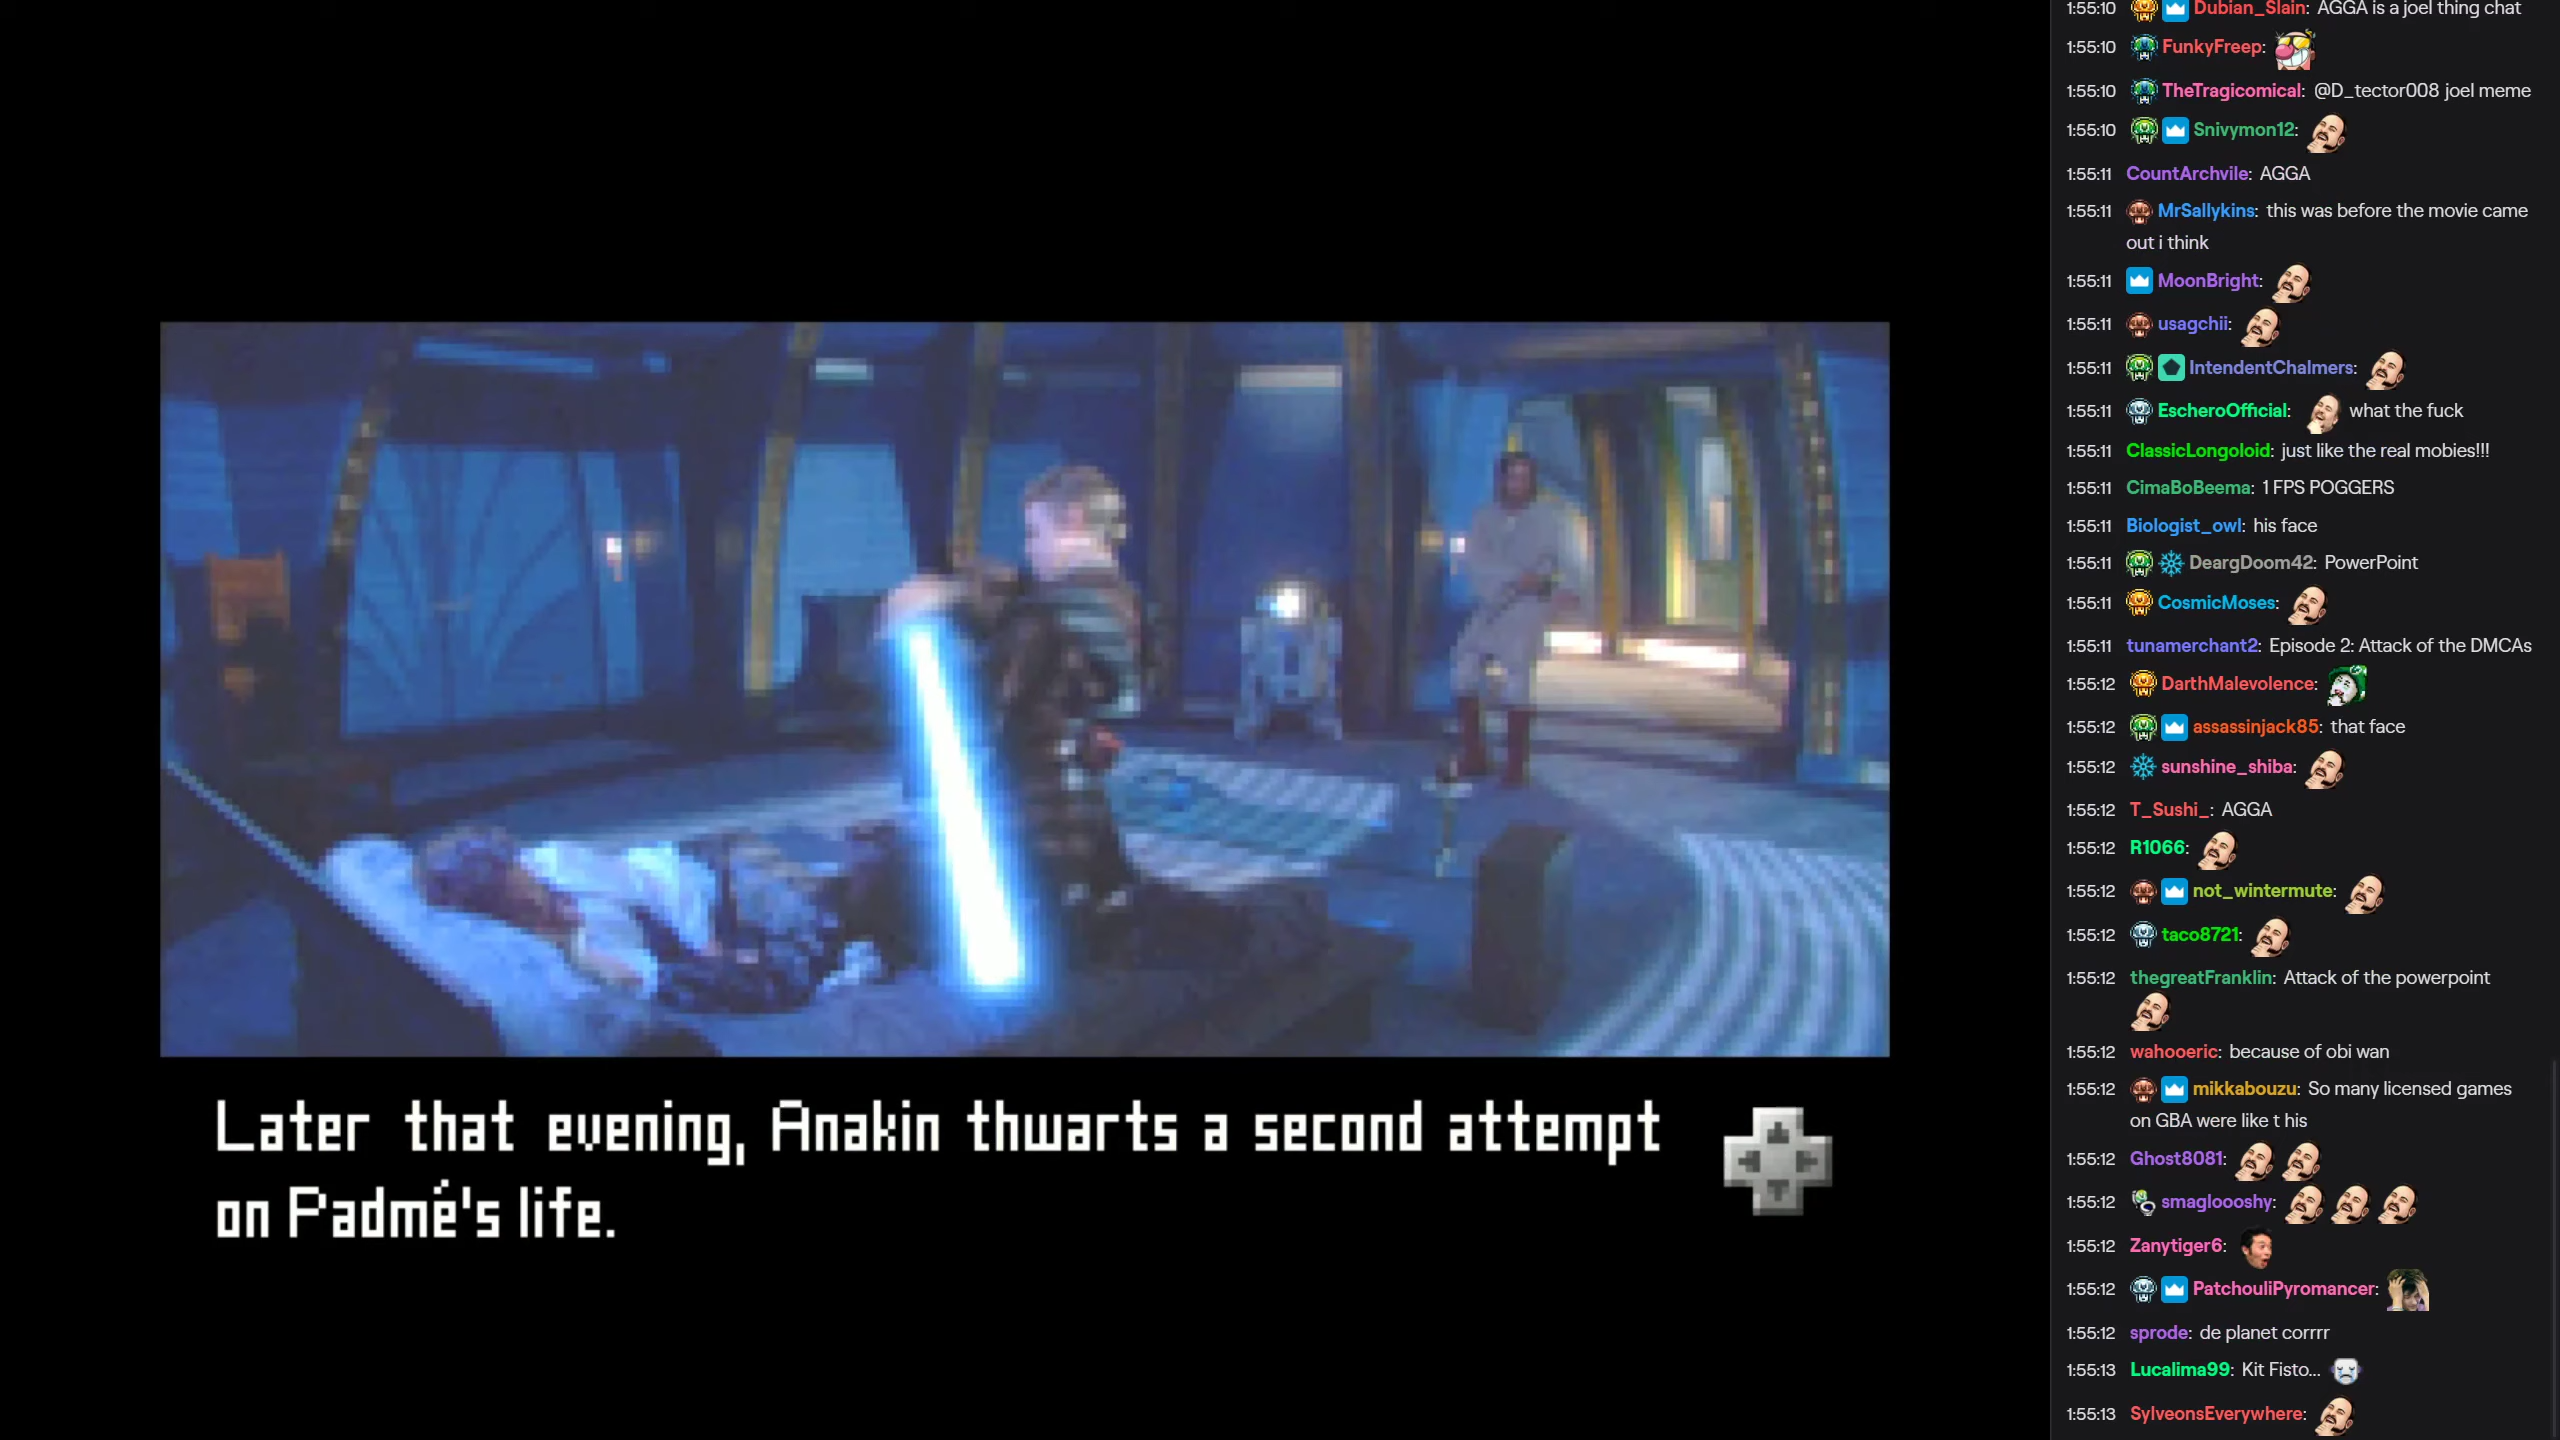 Later that evening, Anakin thwarts a second attempt
on Padmé's life.
1:55:10 Dubian_Slain: AGGA is a joel thing chat
1:55:10 FunkyFreep:
1:55:10 TheTragicomical: @D_tector008 joel meme
1:55:10 Snivymon12:
1:55:11 CountArchvile: AGGA
1:55:11 MrSallykins: this was before the movie came
out i think
1:55:11 MoonBright:
1:55:11 usagchii:
1:55:11 IntendentChalmers:
1:55:11 EscheroOfficial: what the fuck
1:55:11 ClassicLongoloid: just like the real mobies!!!
1:55:11 CimaBoBeema: 1 FPS POGGERS
1:55:11 Biologist_owl: his face
1:55:11 DeargDoom42: PowerPoint
1:55:11 CosmicMoses:
1:55:11 tunamerchant2: Episode 2: Attack of the DMCAs
1:55:12 DarthMalevolence:
1:55:12 assassinjack85: that face
1:55:12 sunshine_shiba:
1:55:12 T_Sushi_: AGGA
1:55:12 R1066:
1:55:12 not_wintermute:
1:55:12 taco8721:
1:55:12 thegreatFranklin: Attack of the powerpoint
1:55:12 wahooeric: because of obi wan
1:55:12 mikkabouzu: So many licensed games
on GBA were like t his
1:55:12 Ghost8081:
1:55:12 smagloooshy:
1:55:12 Zanytiger6:
1:55:12 PatchouliPyromancer:
1:55:12 sprode: de planet corrrr
1:55:13 Lucalima99: Kit Fisto...
1:55:13 SylveonsEverywhere: